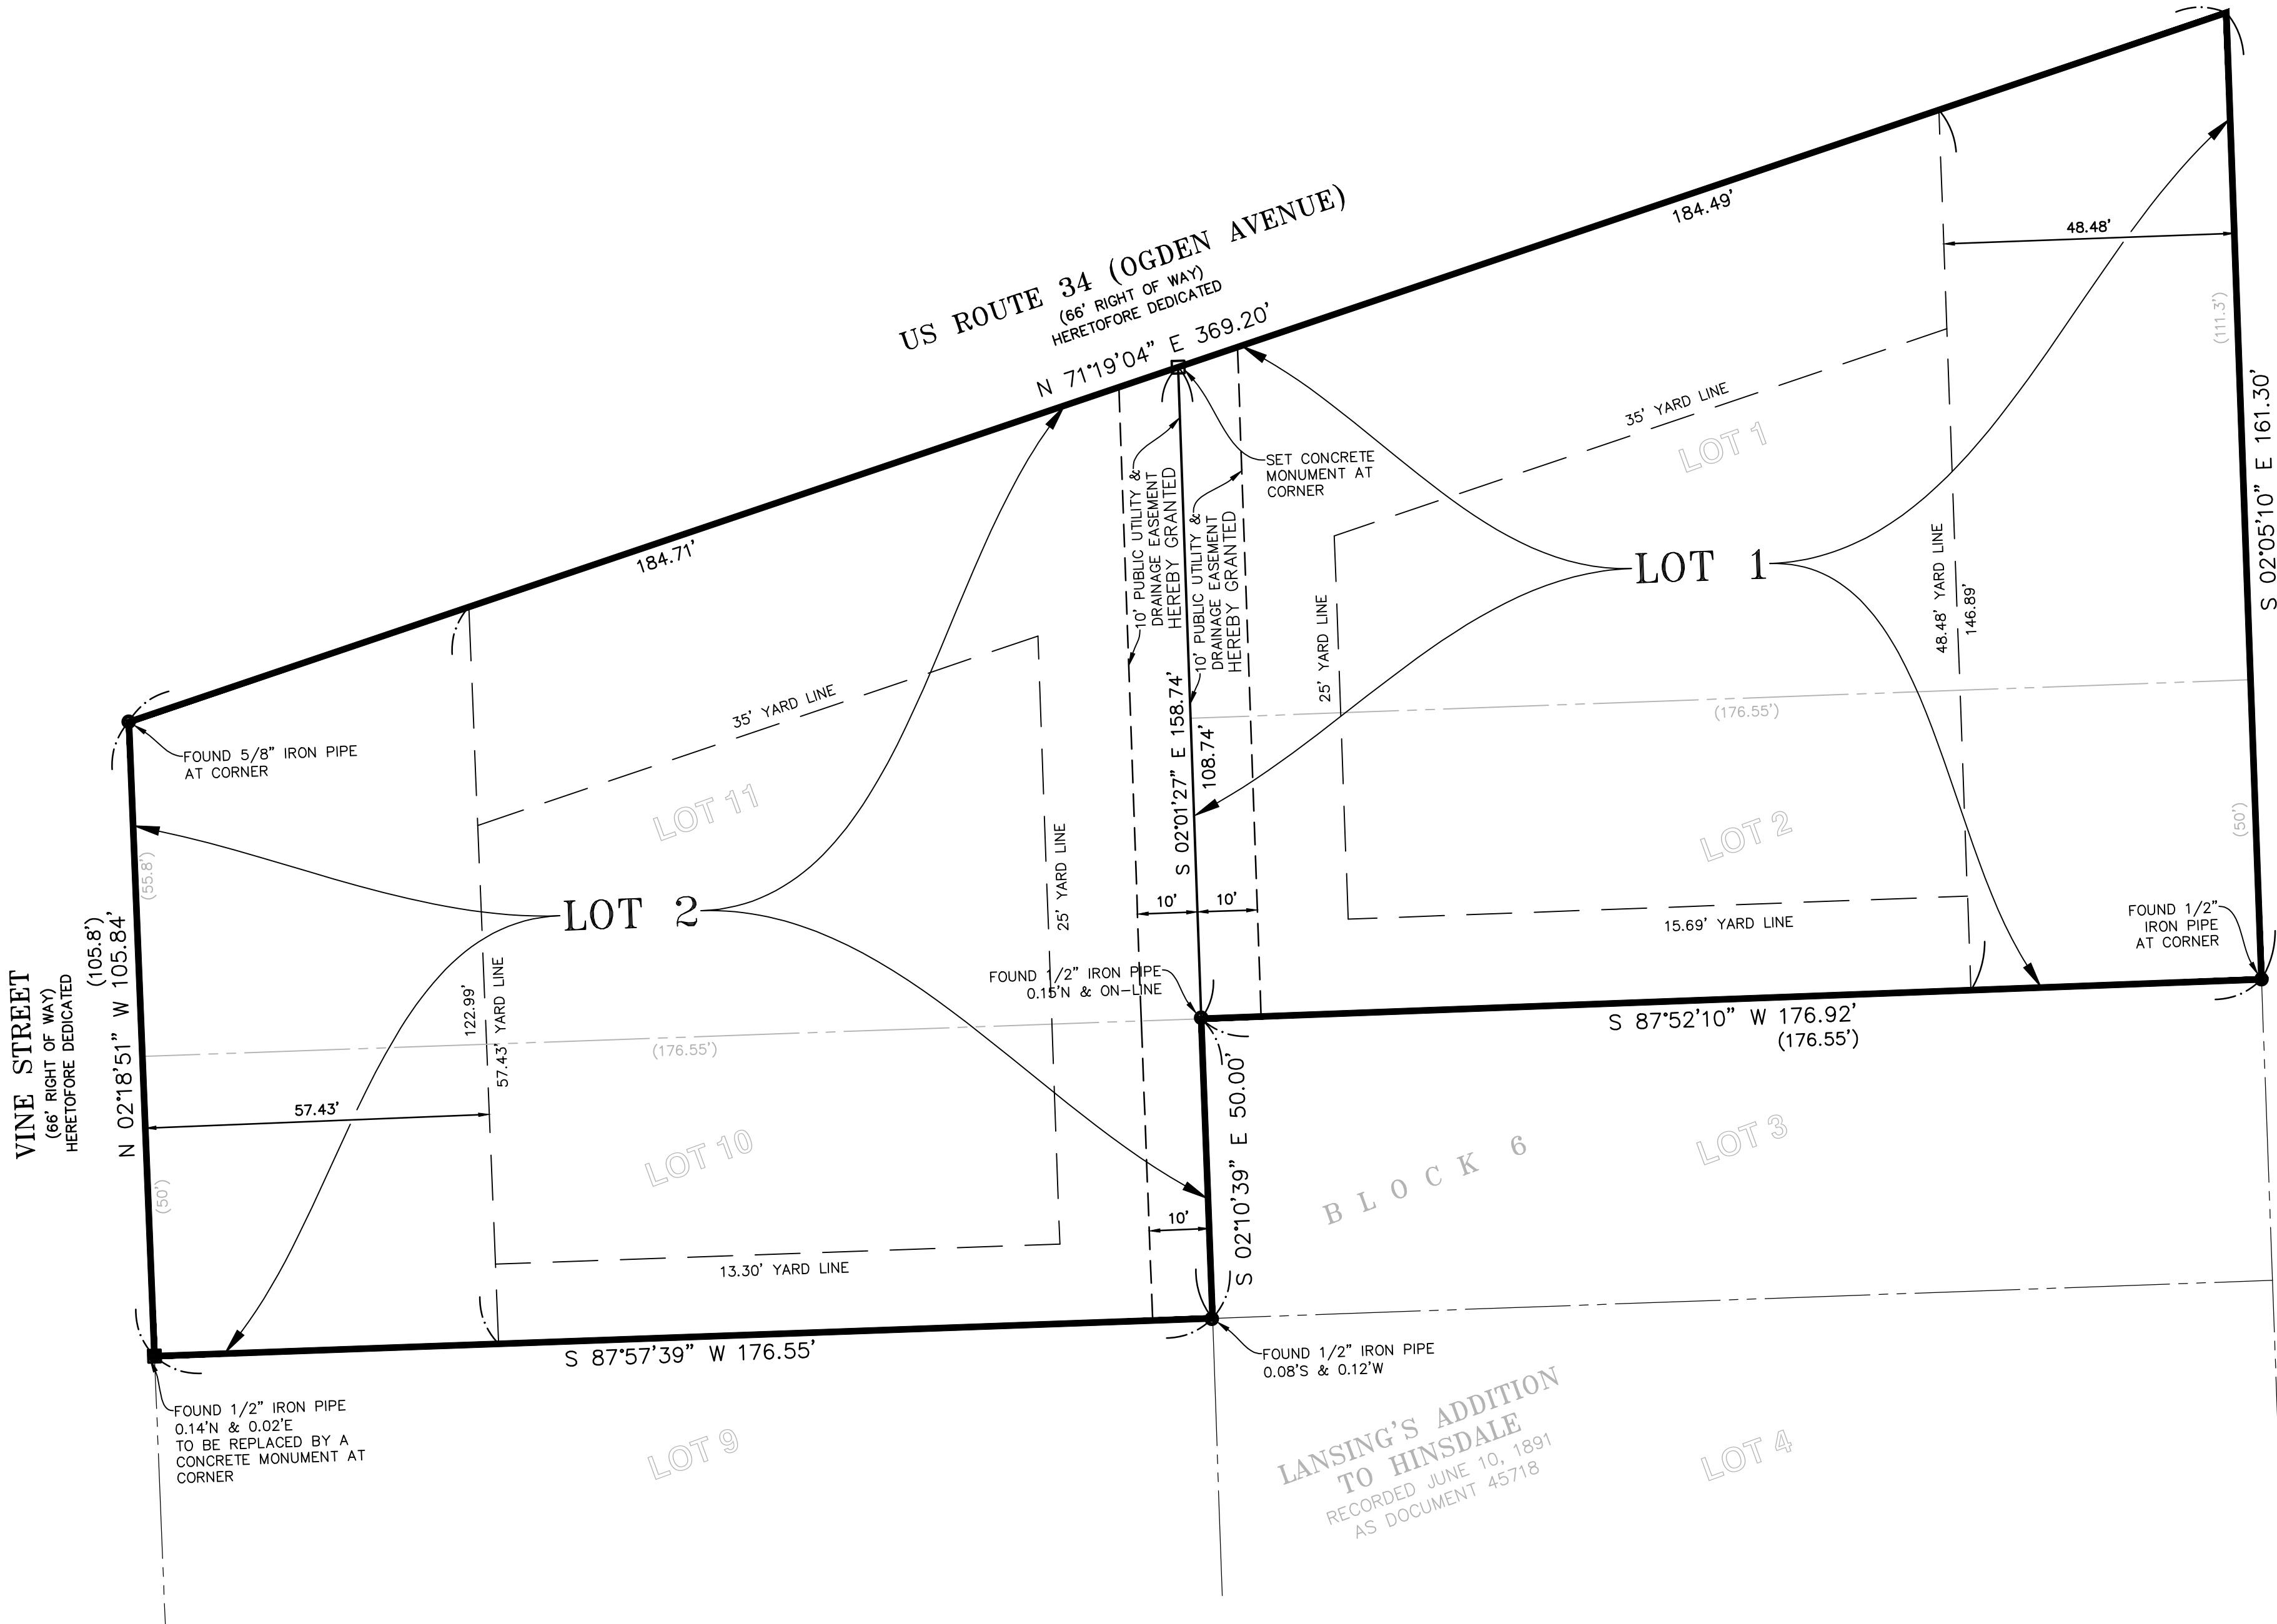 US ROUTE 34 (OGDEN AVENUE)
(66' RIGHT OF WAY)
HERETOFORE DEDICATED
N 71°19'04" E 369.20'
184.49'
48.48'
(111.3')
S 02°05'10" E 161.30'
35' YARD LINE
LOT 1
SET CONCRETE
MONUMENT AT
CORNER
10' PUBLIC UTILITY &
DRAINAGE EASEMENT
HEREBY GRANTED
10' PUBLIC UTILITY &
DRAINAGE EASEMENT
HEREBY GRANTED
184.71'
LOT 1
25' YARD LINE
48.48' YARD LINE
146.89'
35' YARD LINE
(176.55')
S 02°01'27" E 158.74'
108.74'
FOUND 5/8" IRON PIPE
AT CORNER
LOT 11
LOT 2
(50')
25' YARD LINE
(55.8')
LOT 2
10'
10'
15.69' YARD LINE
FOUND 1/2"
IRON PIPE
AT CORNER
VINE STREET
(66' RIGHT OF WAY)
HERETOFORE DEDICATED
(105.8')
N 02°18'51" W 105.84'
122.99'
57.43' YARD LINE
FOUND 1/2" IRON PIPE
0.15'N & ON-LINE
S 87°52'10" W 176.92'
(176.55')
(176.55')
57.43'
LOT 10
(50')
S 02°10'39" E 50.00'
BLOCK 6
LOT 3
10'
13.30' YARD LINE
S 87°57'39" W 176.55'
FOUND 1/2" IRON PIPE
0.08'S & 0.12'W
FOUND 1/2" IRON PIPE
0.14'N & 0.02'E
TO BE REPLACED BY A
CONCRETE MONUMENT AT
CORNER
LOT 9
LANSING'S ADDITION
TO HINSDALE
RECORDED JUNE 10, 1891
AS DOCUMENT 45718
LOT 4